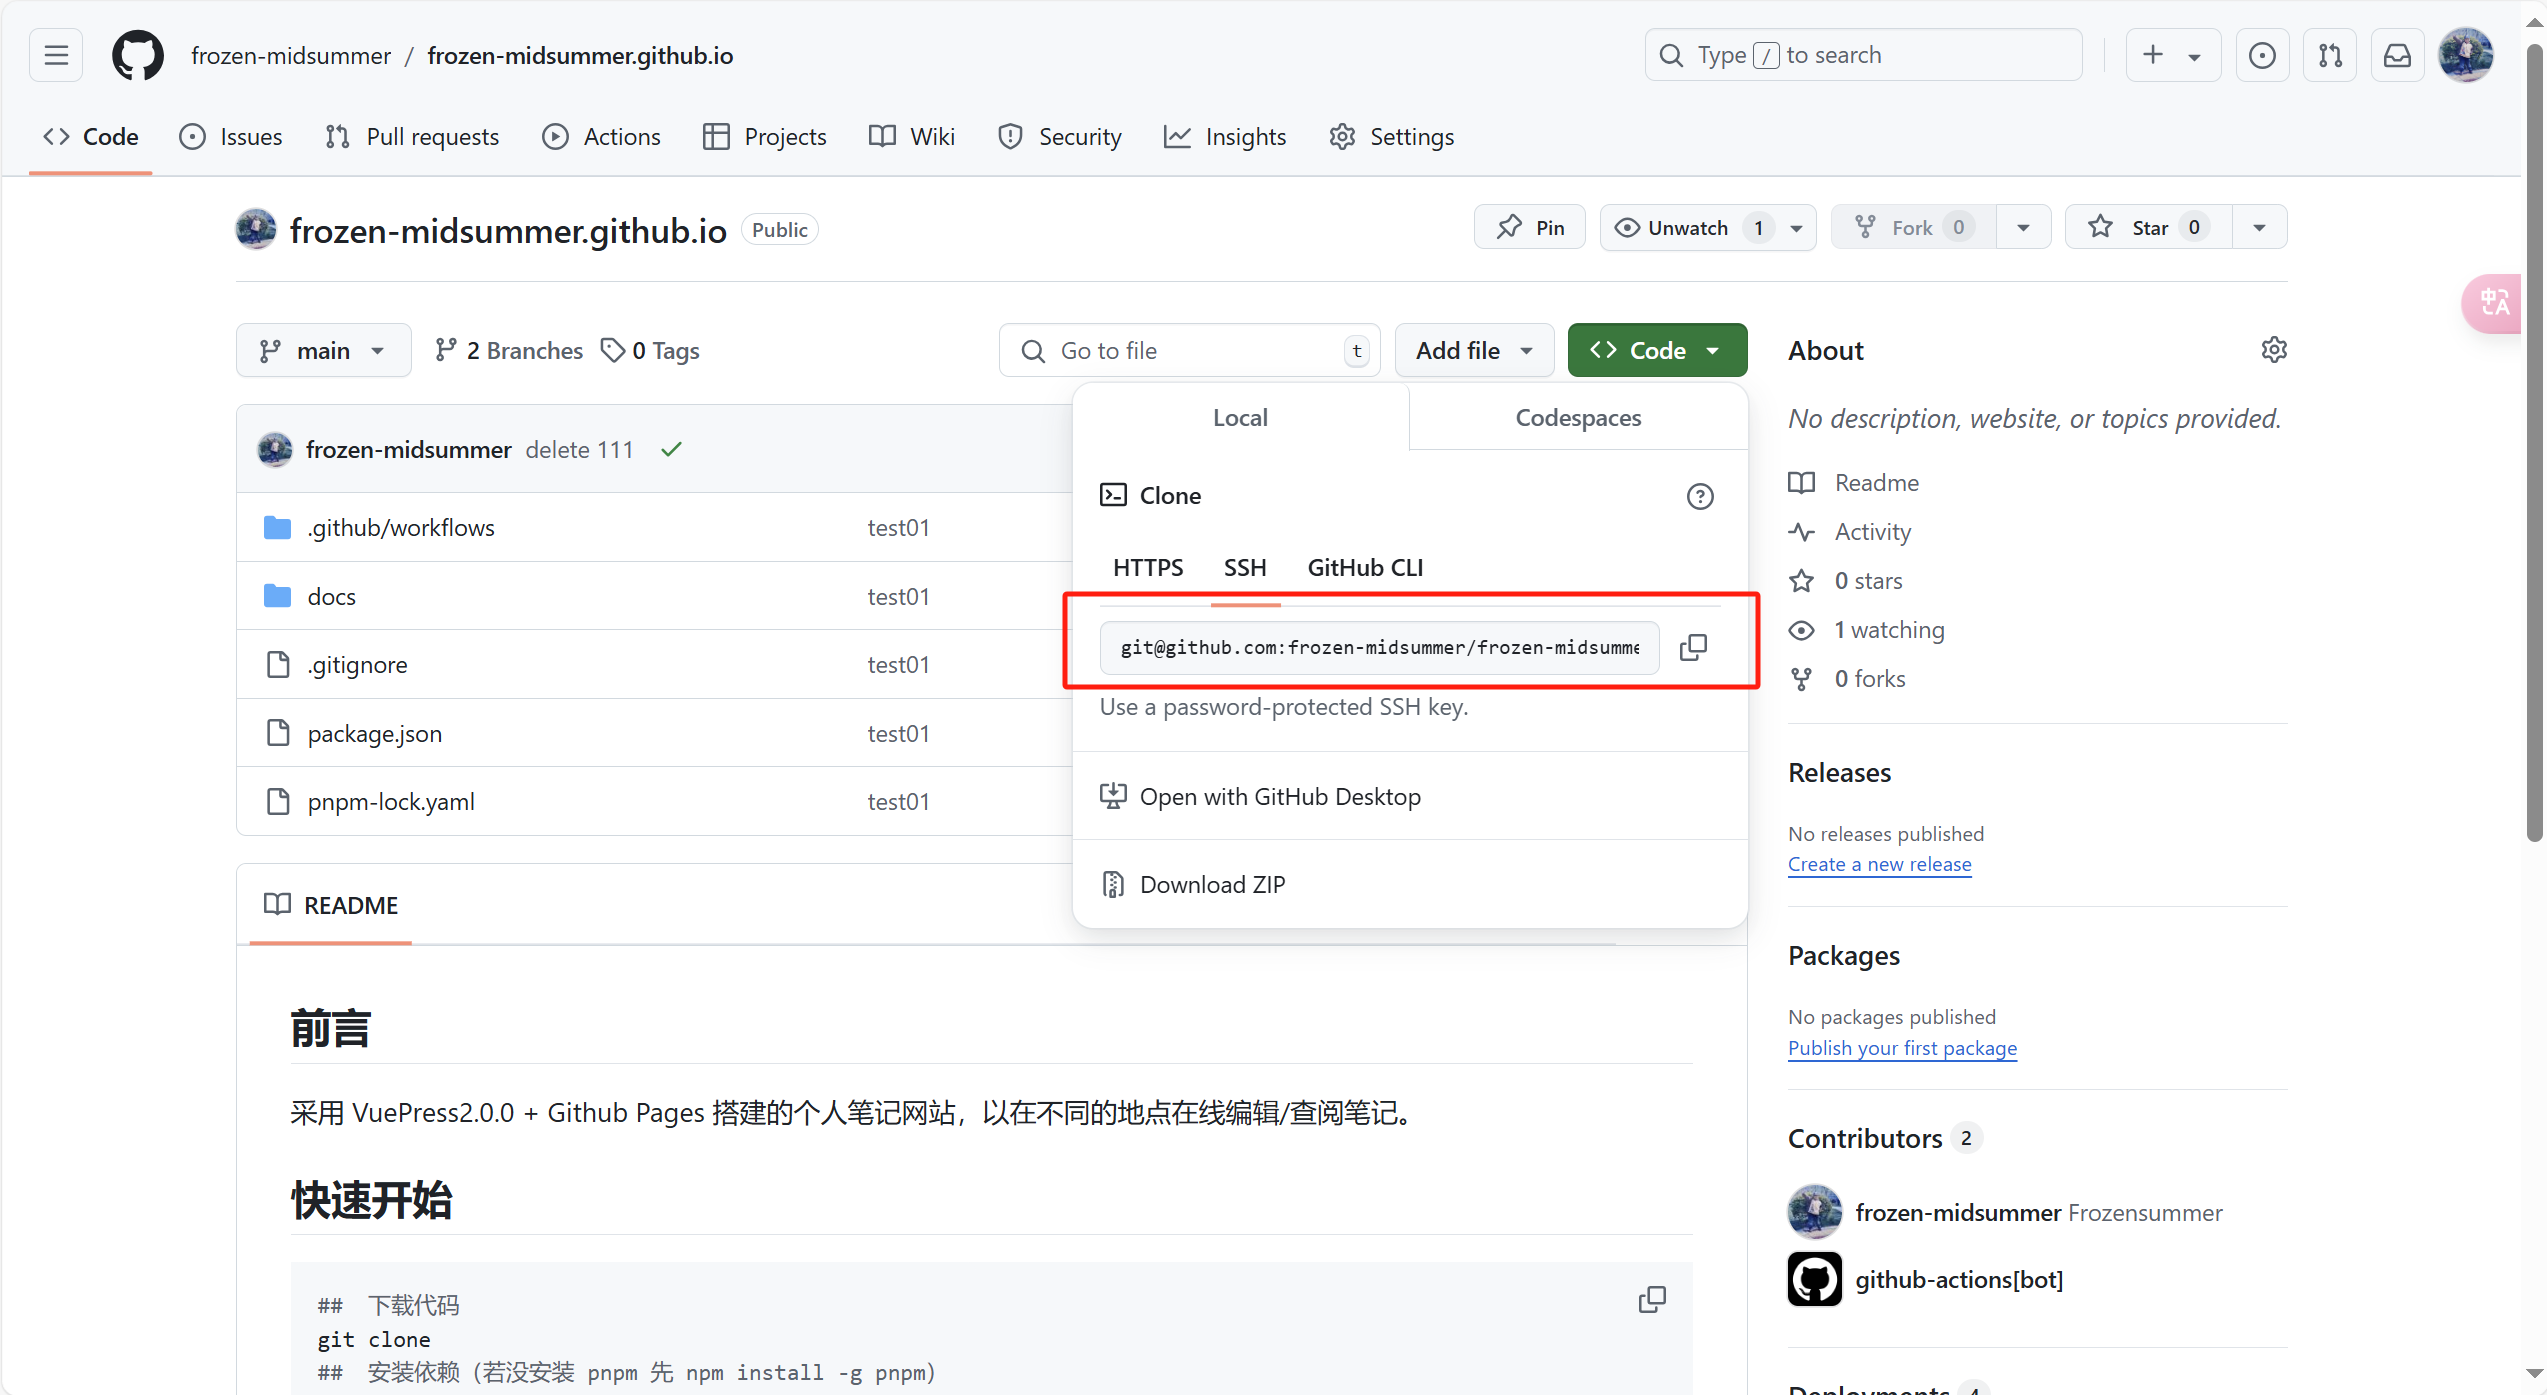 frozen-midsummer / frozen-midsummer.github.io
Type / to search
Code Issues Pull requests Actions Projects Wiki Security Insights Settings
frozen-midsummer.github.io Public
Pin Unwatch 1 Fork 0 Star 0
main 2 Branches 0 Tags Go to file t Add file Code
Local Codespaces
Clone
HTTPS SSH GitHub CLI
git@github.com:frozen-midsummer/frozen-midsumme
Use a password-protected SSH key.
Open with GitHub Desktop
Download ZIP
frozen-midsummer delete 111
.github/workflows test01
docs test01
.gitignore test01
package.json test01
pnpm-lock.yaml test01
README
前言
采用 VuePress2.0.0 + Github Pages 搭建的个人笔记网站，以在不同的地点在线编辑/查阅笔记。
快速开始
## 下载代码
git clone
## 安装依赖（若没安装 pnpm 先 npm install -g pnpm）
About
No description, website, or topics provided.
Readme
Activity
0 stars
1 watching
0 forks
Releases
No releases published
Create a new release
Packages
No packages published
Publish your first package
Contributors 2
frozen-midsummer Frozensummer
github-actions[bot]
Deployments 4
中A